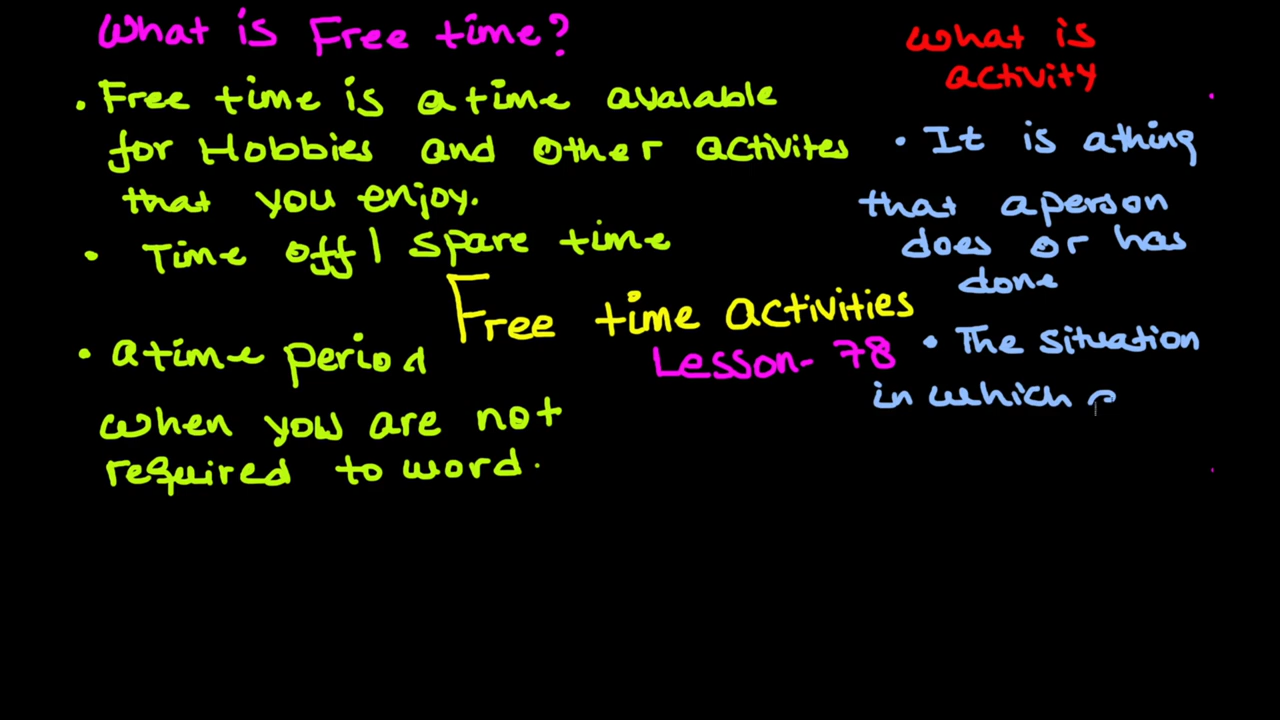 What is Free time?
. Free time is a time avalable
for Hobbies and other activites
that you enjoy.
. Time off | spare time
Free time activities
Lesson- 78
. a time period
when you are not
required to word.
What is
activity
. It is a thing
that a person
does or has
done
. The situation
in which